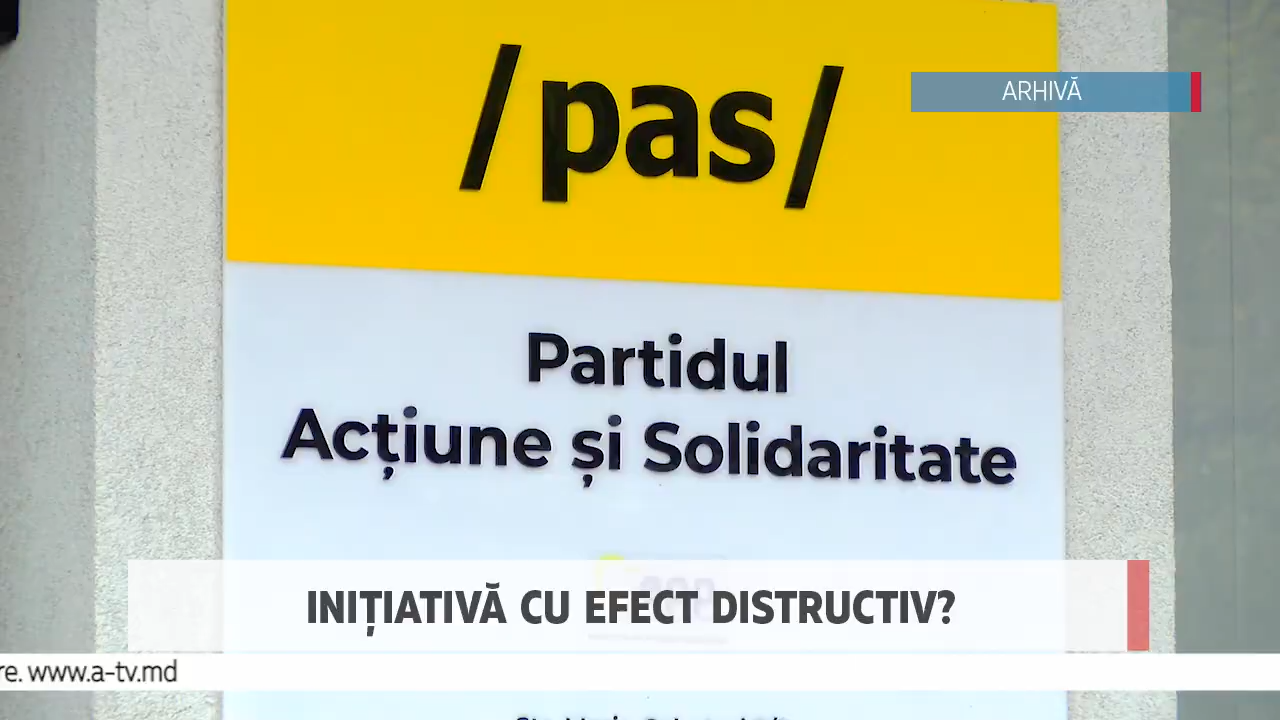 /pas/
ARHIVĂ
Partidul
Acțiune și Solidaritate
INIȚIATIVĂ CU EFECT DISTRUCTIV?
re. www.a-tv.md